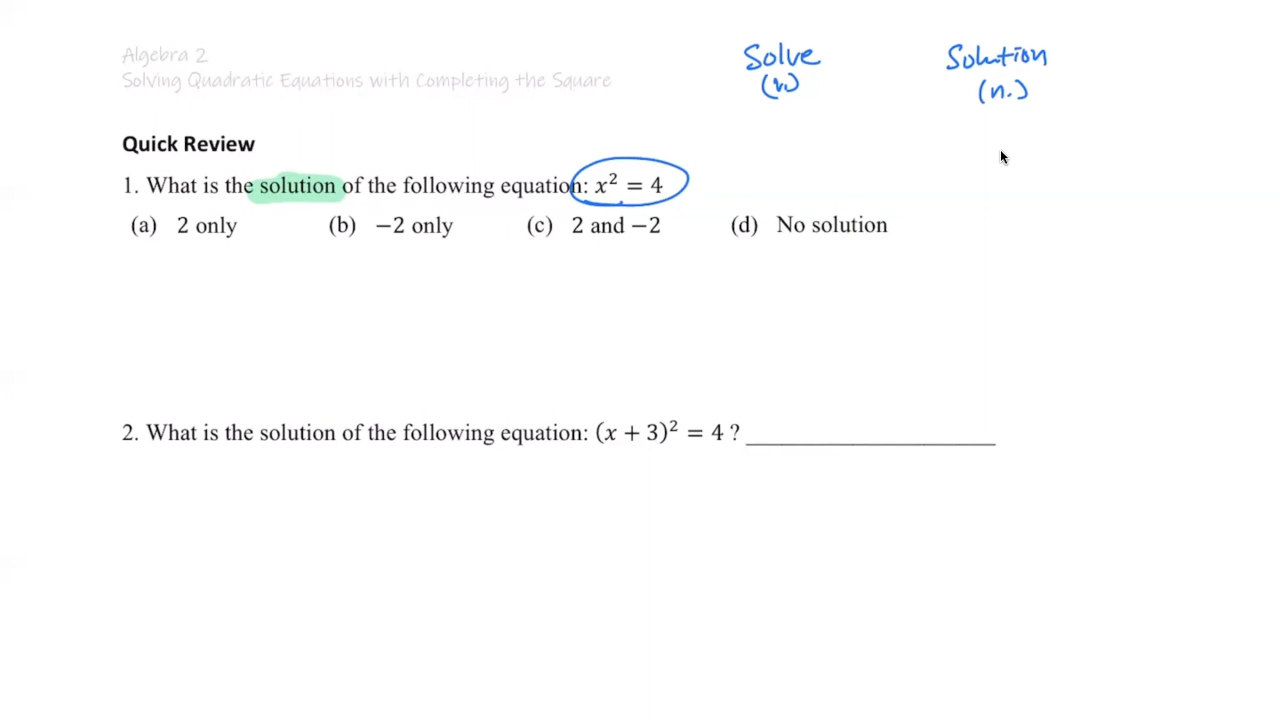 Algebra 2
Solving Quadratic Equations with Completing the Square
Solve
(v.)
Solution
(n.)
Quick Review
1. What is the solution of the following equation: x² = 4
(a) 2 only (b) −2 only (c) 2 and −2 (d) No solution
2. What is the solution of the following equation: (x + 3)² = 4 ? ____________________